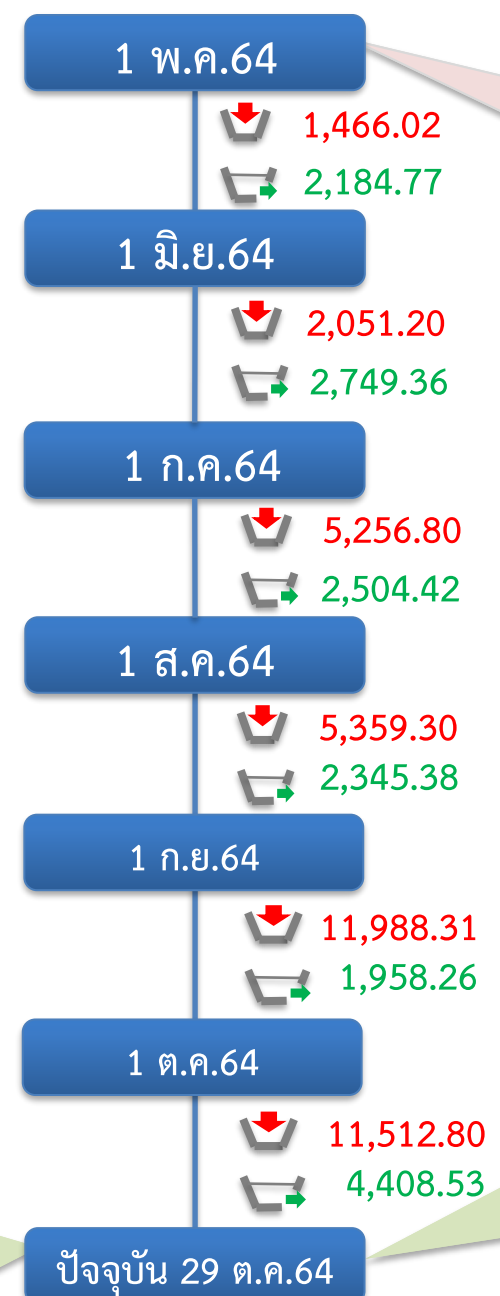 1 พ.ค.64
1,466.02
2,184.77
1 มิ.ย.64
2,051.20
2,749.36
1 ก.ค.64
5,256.80
2,504.42
1 ส.ค.64
5,359.30
2,345.38
1 ก.ย.64
11,988.31
1,958.26
1 ต.ค.64
11,512.80
4,408.53
ปัจจุบัน 29 ต.ค.64